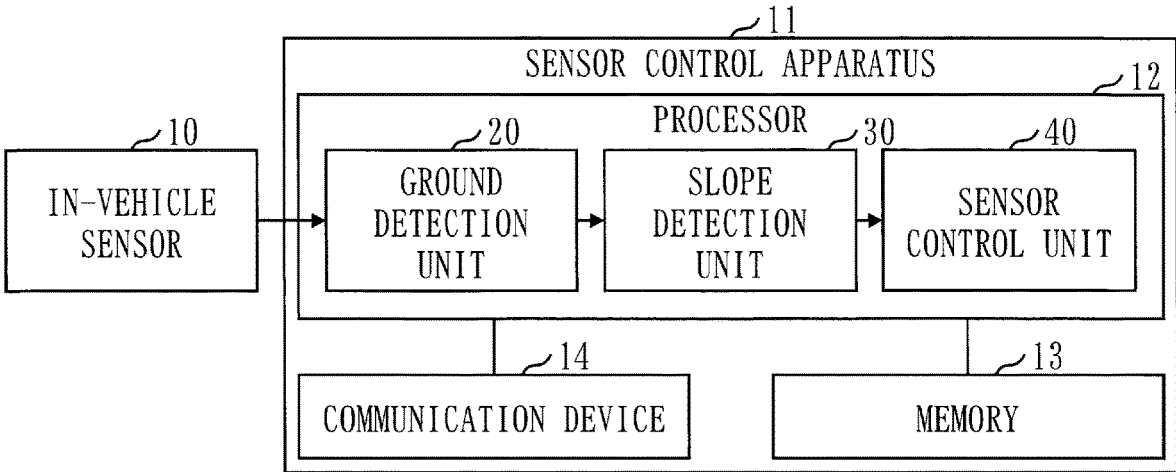 11
SENSOR CONTROL APPARATUS
12
PROCESSOR
10
IN-VEHICLE
SENSOR
20
GROUND
DETECTION
UNIT
30
SLOPE
DETECTION
UNIT
40
SENSOR
CONTROL UNIT
14
COMMUNICATION DEVICE
13
MEMORY